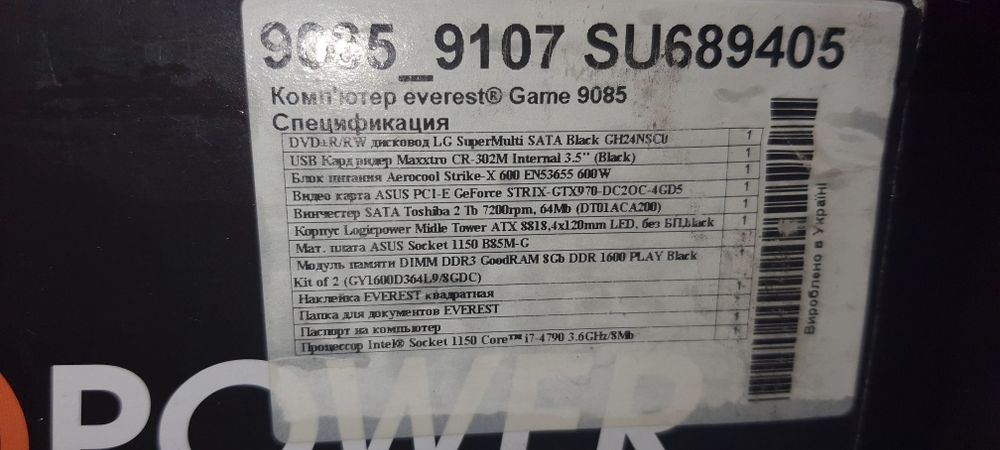 9085_9107 SU689405
Комп'ютер everest® Game 9085
Спецификация
DVD±R/RW дисковод LG SuperMulti SATA Black GH24NSC0 1
USB Кардридер Maxxtro CR-302M Internal 3.5" (Black) 1
Блок питания Aerocool Strike-X 600 EN53655 600W 1
Видео карта ASUS PCI-E GeForce STRIX-GTX970-DC2OC-4GD5 1
Винчестер SATA Toshiba 2 Tb 7200rpm, 64Mb (DT01ACA200) 1
Корпус Logicpower Midle Tower ATX 8818,4x120mm LED, без БП,black 1
Мат. плата ASUS Socket 1150 B85M-G 1
Модуль памяти DIMM DDR3 GoodRAM 8Gb DDR 1600 PLAY Black
Kit of 2 (GY1600D364L9/8GDC) 1
Наклейка EVEREST квадратная 1
Папка для документов EVEREST 1
Паспорт на компьютер 1
Процессор Intel® Socket 1150 Core™ i7-4790 3.6GHz/8Mb
Вироблено в Україні
POWER